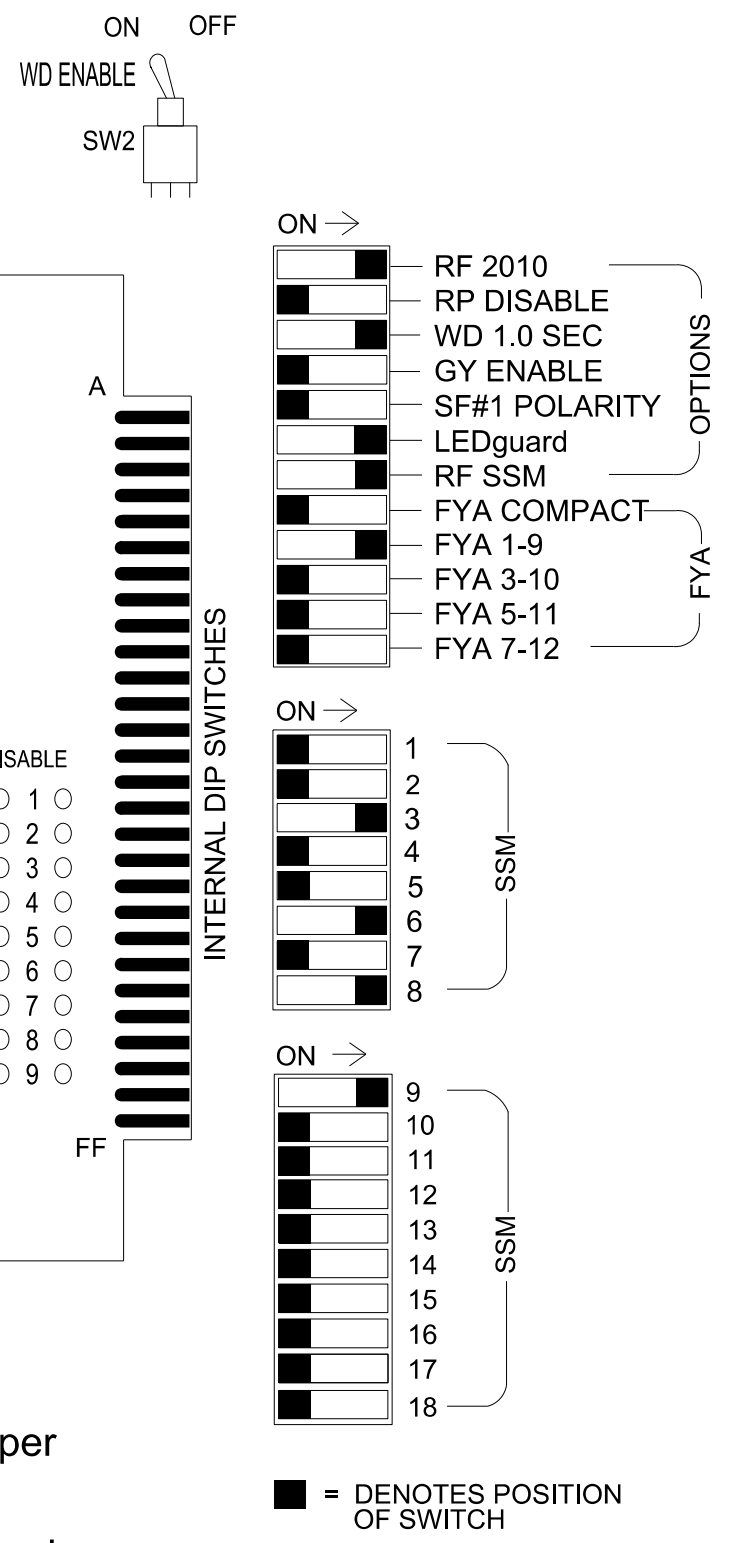 ON OFF
WD ENABLE
SW2
ON
RF 2010
RP DISABLE
WD 1.0 SEC
GY ENABLE
SF#1 POLARITY
LEDguard
RF SSM
FYA COMPACT
FYA 1-9
FYA 3-10
FYA 5-11
FYA 7-12
OPTIONS
FYA
A
FF
INTERNAL DIP SWITCHES
ISABLE
1
2
3
4
5
6
7
8
9
ON
1
2
3
4
5
6
7
8
SSM
ON
9
10
11
12
13
14
15
16
17
18
SSM
per
= DENOTES POSITION
OF SWITCH